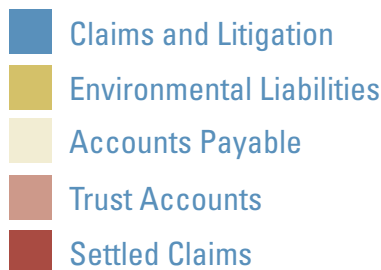 Claims and Litigation
Environmental Liabilities
Accounts Payable
Trust Accounts
Settled Claims